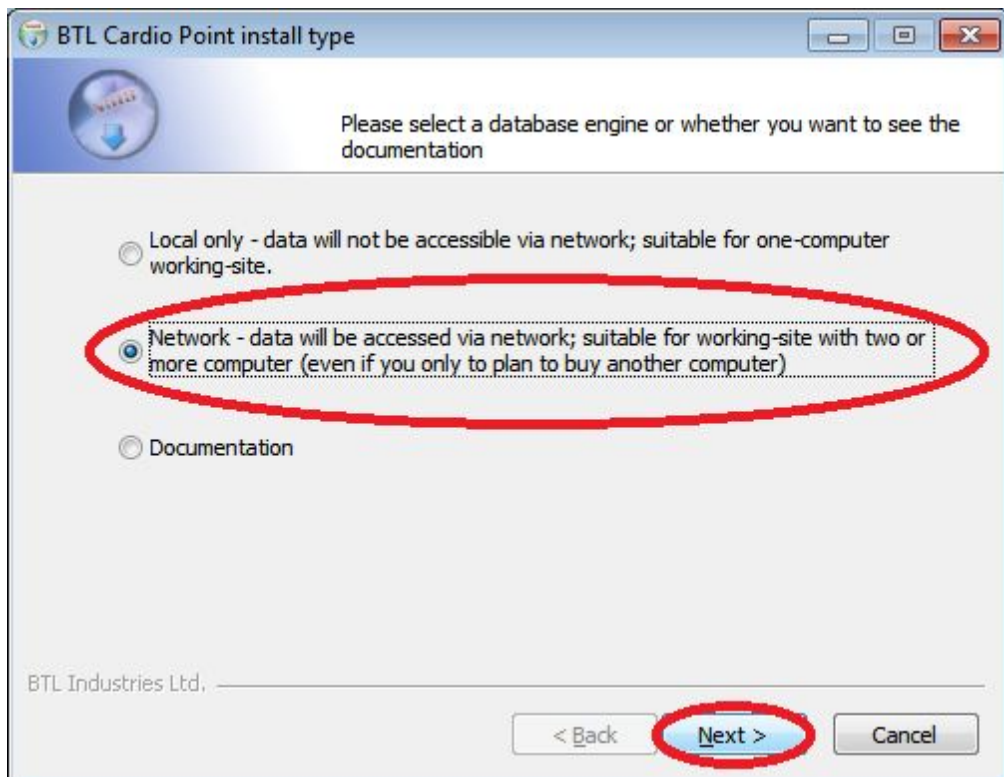 BTL Cardio Point install type
Please select a database engine or whether you want to see the
documentation
Local only - data will not be accessible via network; suitable for one-computer
working-site.
Network - data will be accessed via network; suitable for working-site with two or
more computer (even if you only to plan to buy another computer)
Documentation
BTL Industries Ltd.
< Back
Next >
Cancel